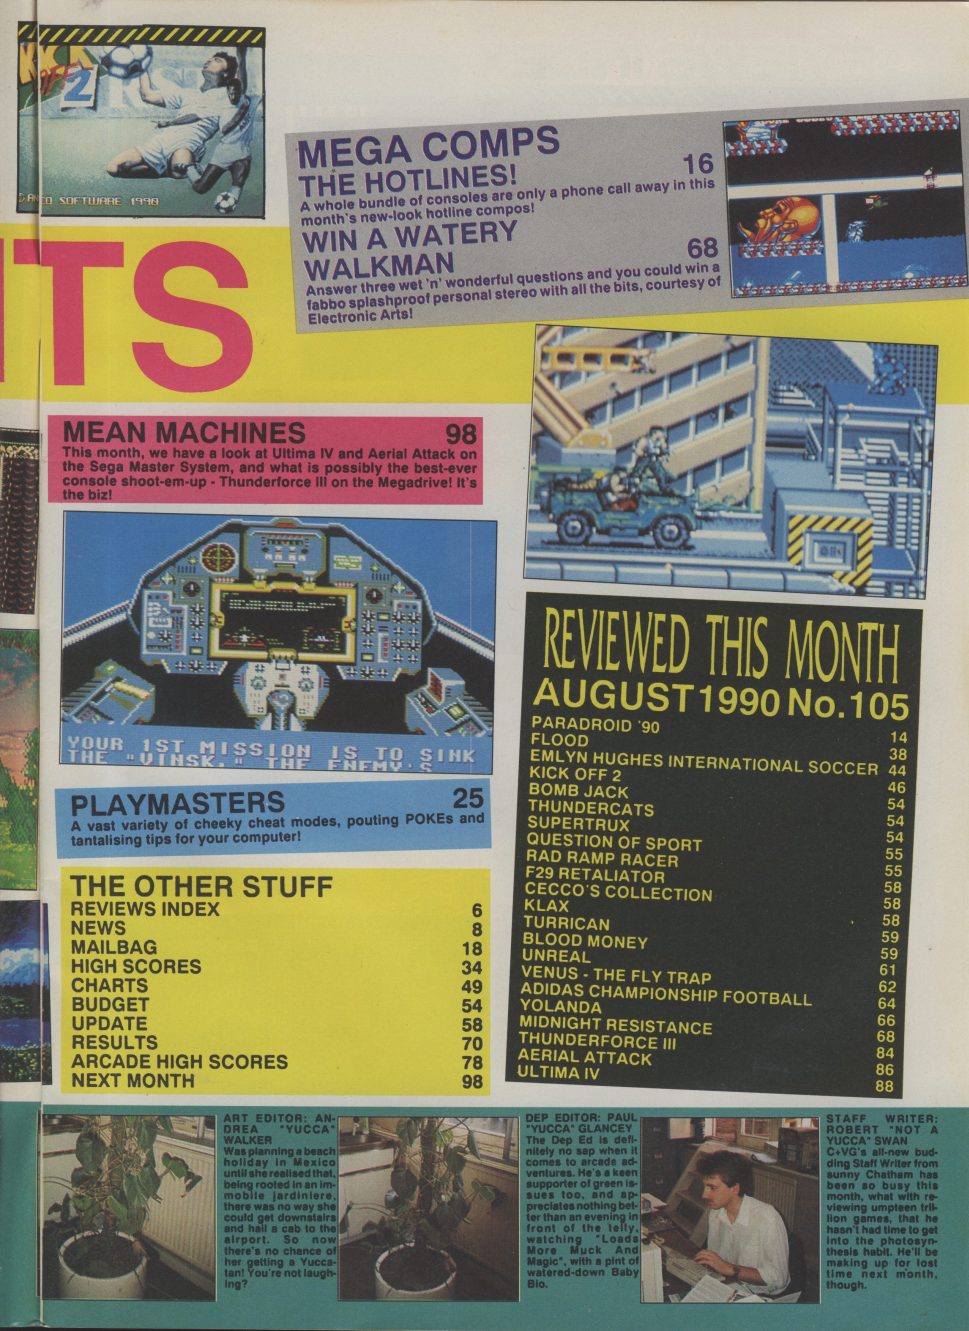 KICK
OFF
2
© ANCO SOFTWARE 1990
NTS
MEGA COMPS
THE HOTLINES! 16
A whole bundle of consoles are only a phone call away in this
month's new-look hotline compos!
WIN A WATERY
WALKMAN 68
Answer three wet 'n' wonderful questions and you could win a
fabbo splashproof personal stereo with all the bits, courtesy of
Electronic Arts!
MEAN MACHINES 98
This month, we have a look at Ultima IV and Aerial Attack on
the Sega Master System, and what is possibly the best-ever
console shoot-em-up - Thunderforce III on the Megadrive! It's
the biz!
YOUR 1ST MISSION IS TO SINK
THE "VINSK." THE ENEMY'S
PLAYMASTERS 25
A vast variety of cheeky cheat modes, pouting POKEs and
tantalising tips for your computer!
THE OTHER STUFF
REVIEWS INDEX 6
NEWS 8
MAILBAG 18
HIGH SCORES 34
CHARTS 49
BUDGET 54
UPDATE 58
RESULTS 70
ARCADE HIGH SCORES 78
NEXT MONTH 98
REVIEWED THIS MONTH
AUGUST 1990 No.105
PARADROID '90 14
FLOOD 38
EMLYN HUGHES INTERNATIONAL SOCCER 44
KICK OFF 2 46
BOMB JACK 54
THUNDERCATS 54
SUPERTRUX 54
QUESTION OF SPORT 55
RAD RAMP RACER 55
F29 RETALIATOR 58
CECCO'S COLLECTION 58
KLAX 58
TURRICAN 59
BLOOD MONEY 59
UNREAL 61
VENUS - THE FLY TRAP 62
ADIDAS CHAMPIONSHIP FOOTBALL 64
YOLANDA 66
MIDNIGHT RESISTANCE 68
THUNDERFORCE III 84
AERIAL ATTACK 86
ULTIMA IV 88
ART EDITOR: AN-
DREA "YUCCA"
WALKER
Was planning a beach
holiday in Mexico
until she realised that,
being rooted in an im-
mobile jardiniere,
there was no way she
could get downstairs
and hail a cab to the
airport. So now
there's no chance of
her getting a Yucca-
tan! You're not laugh-
ing?
DEP EDITOR: PAUL
"YUCCA" GLANCEY
The Dep Ed is defi-
nitely no sap when it
comes to arcade ad-
ventures. He's a keen
supporter of green is-
sues too, and ap-
preciates nothing bet-
ter than an evening in
front of the telly,
watching "Loads
More Muck And
Magic", with a pint of
watered-down Baby
Bio.
STAFF WRITER:
ROBERT "NOT A
YUCCA" SWAN
C+VG's all-new bud-
ding Staff Writer from
sunny Chatham has
been so busy this
month, what with re-
viewing umpteen tril-
lion games, that he
hasn't had time to get
into the photosyn-
thesis habit. He'll be
making up for lost
time next month,
though.